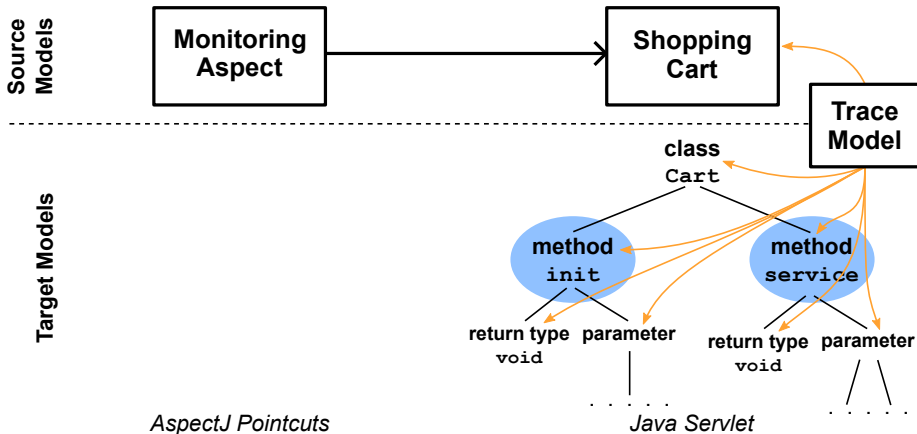 Source
Models
Monitoring
Aspect
Shopping
Cart
Trace
Model
Target Models
class
Cart
method
init
method
service
return type
void
parameter
return type
void
parameter
. . . . .
. . . . .
AspectJ Pointcuts
Java Servlet